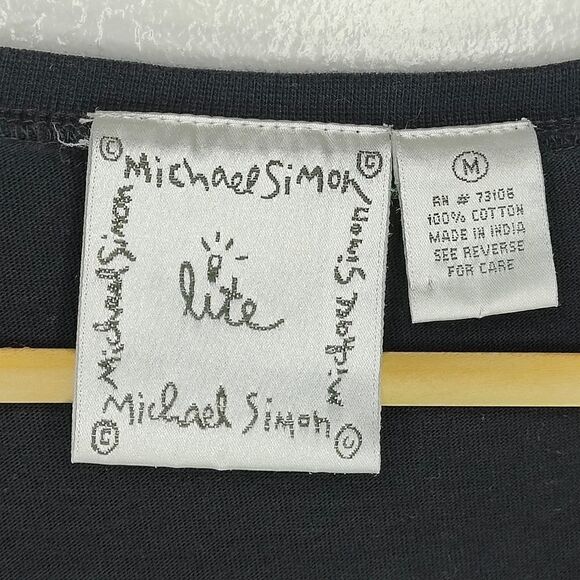 © Michael Simon ©
Michael Simon
Michael Simon
lite
© Michael Simon ©
M
RN # 73106
100% COTTON
MADE IN INDIA
SEE REVERSE
FOR CARE